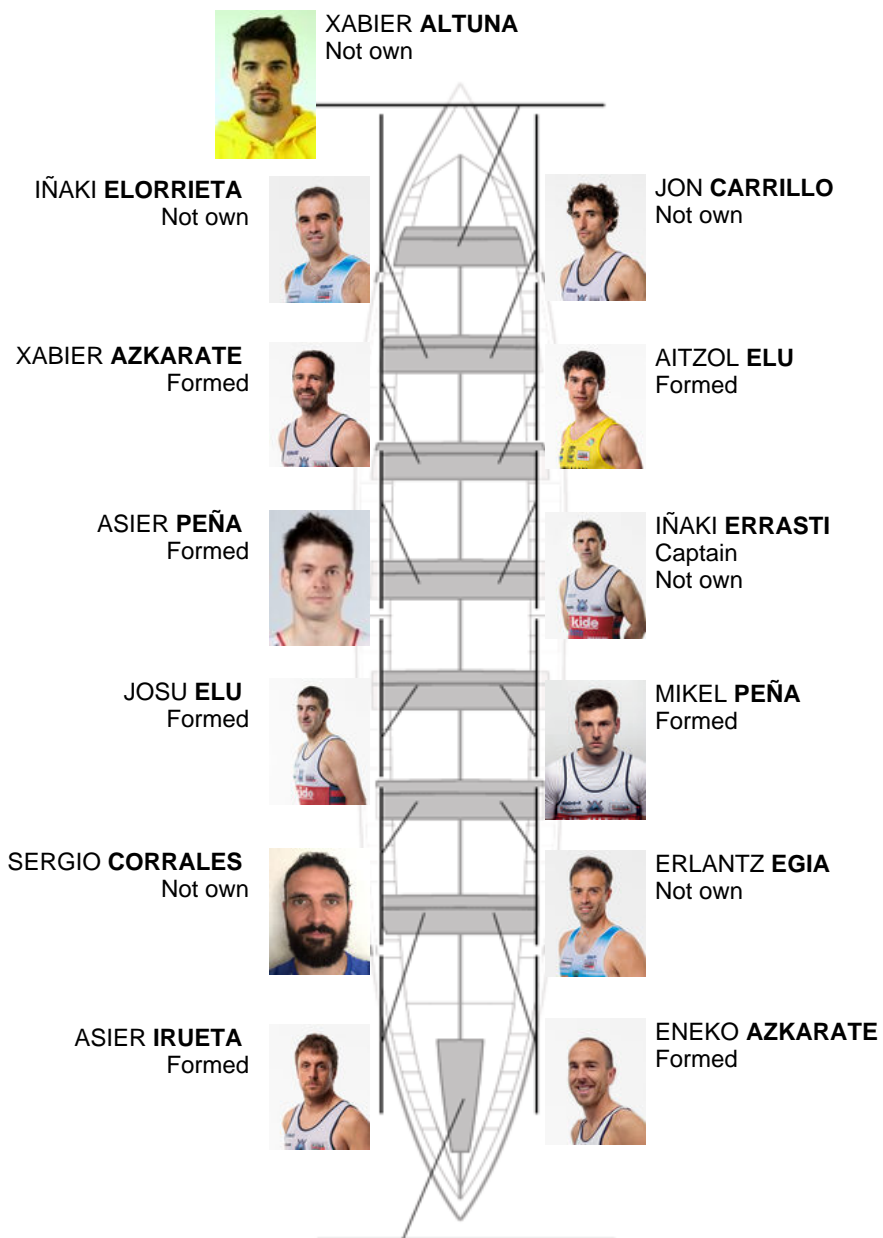 XABIER ALTUNA
Not own
IÑAKI ELORRIETA
Not own
JON CARRILLO
Not own
XABIER AZKARATE
Formed
AITZOL ELU
Formed
ASIER PEÑA
Formed
IÑAKI ERRASTI
Captain
Not own
kide
JOSU ELU
Formed
kide
MIKEL PEÑA
Formed
SERGIO CORRALES
Not own
ERLANTZ EGIA
Not own
ASIER IRUETA
Formed
ENEKO AZKARATE
Formed